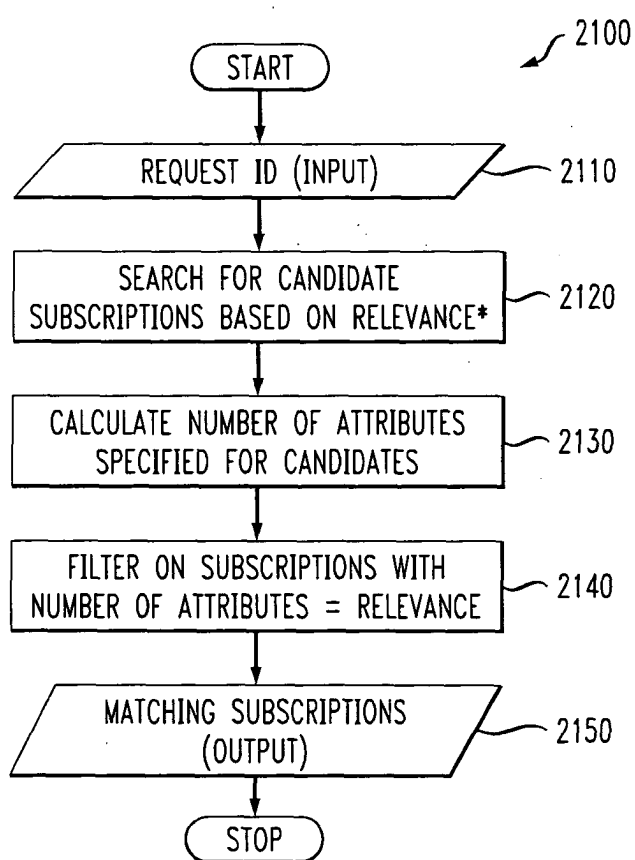 2100
START
REQUEST ID (INPUT)
2110
SEARCH FOR CANDIDATE
SUBSCRIPTIONS BASED ON RELEVANCE*
2120
CALCULATE NUMBER OF ATTRIBUTES
SPECIFIED FOR CANDIDATES
2130
FILTER ON SUBSCRIPTIONS WITH
NUMBER OF ATTRIBUTES = RELEVANCE
2140
MATCHING SUBSCRIPTIONS
(OUTPUT)
2150
STOP